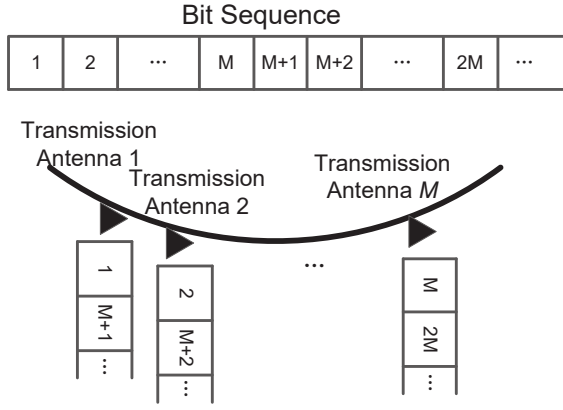 Bit Sequence
1 2 ... M M+1 M+2 ... 2M ...
Transmission
Antenna 1
Transmission
Antenna 2
Transmission
Antenna M
...
1
M+1
...
2
M+2
...
M
2M
...